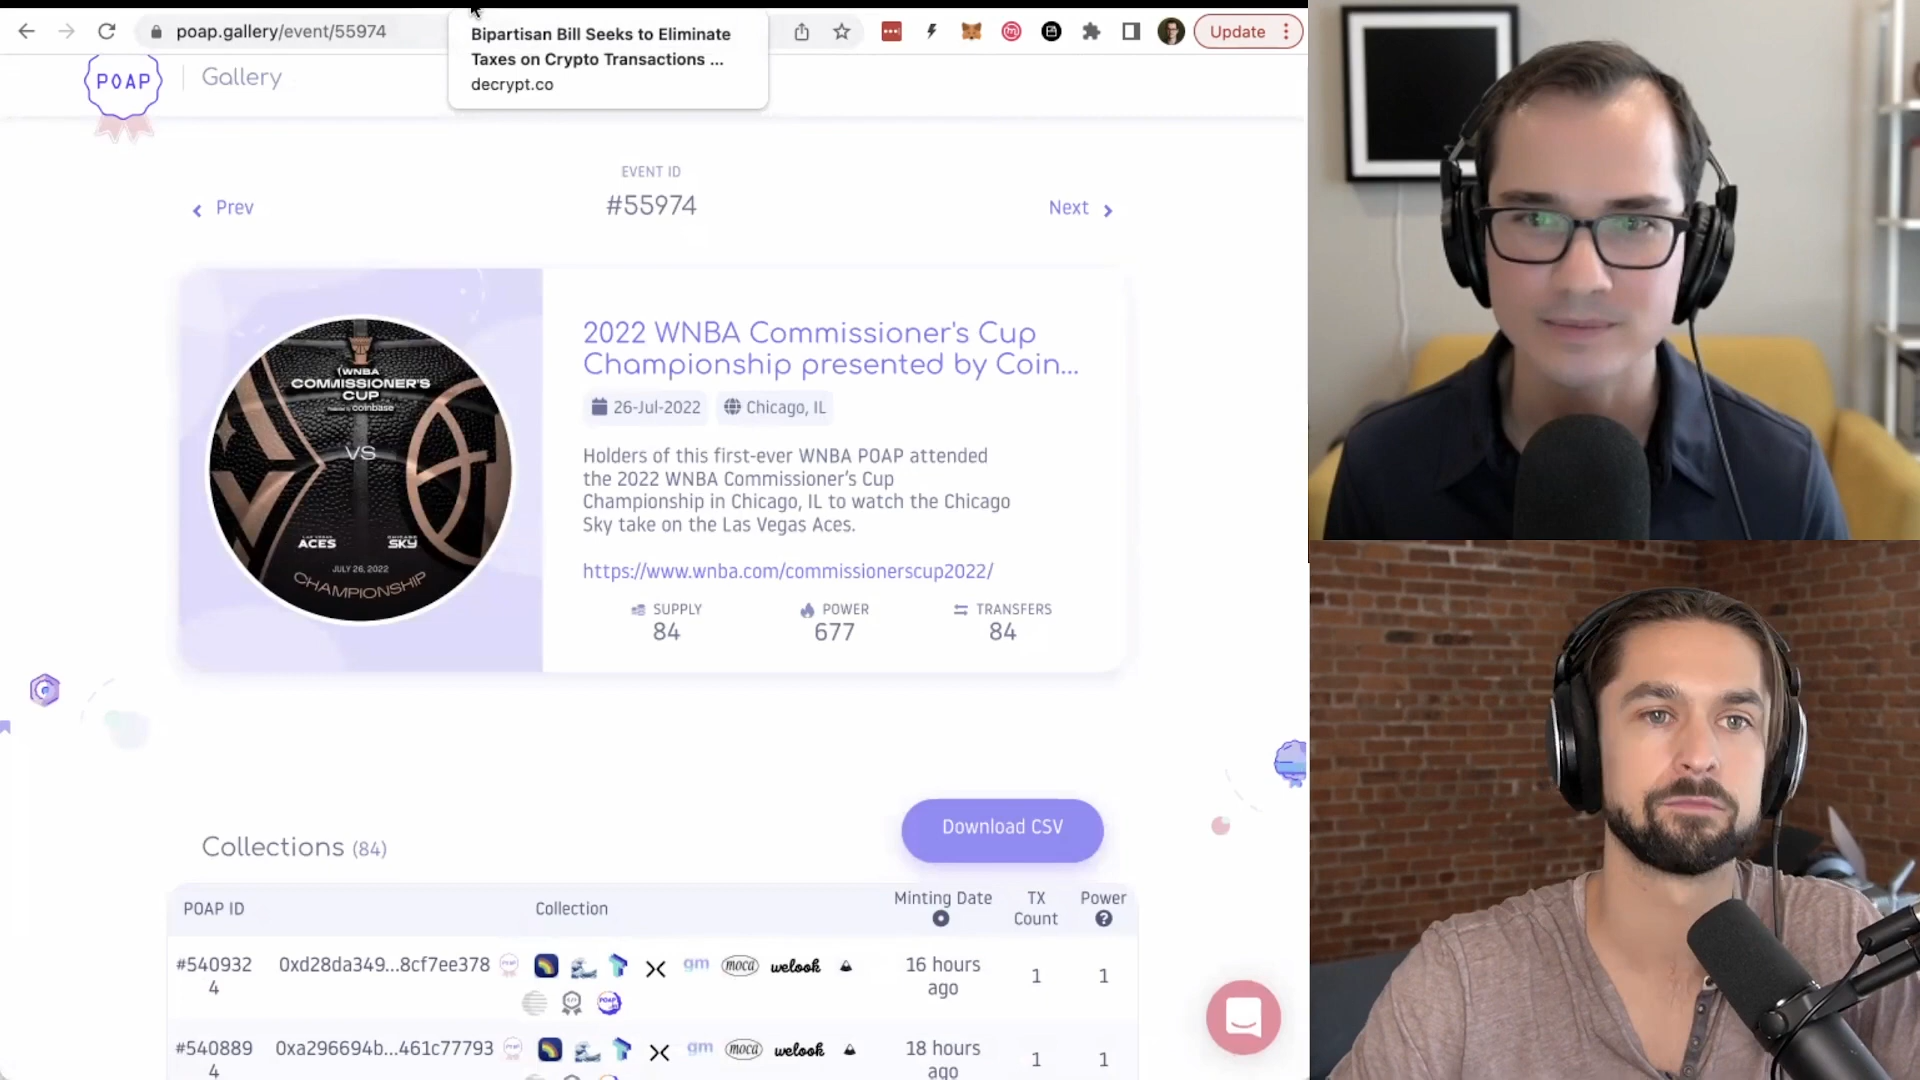 poap.gallery/event/55974
Bipartisan Bill Seeks to Eliminate
Taxes on Crypto Transactions ...
decrypt.co
Update
POAP
Gallery
EVENT ID
#55974
Prev
Next
WNBA
COMMISSIONER'S
CUP
coinbase
VS
ACES
SKY
JULY 26, 2022
CHAMPIONSHIP
2022 WNBA Commissioner's Cup
Championship presented by Coin...
26-Jul-2022
Chicago, IL
Holders of this first-ever WNBA POAP attended
the 2022 WNBA Commissioner's Cup
Championship in Chicago, IL to watch the Chicago
Sky take on the Las Vegas Aces.
https://www.wnba.com/commissionerscup2022/
SUPPLY
84
POWER
677
TRANSFERS
84
Download CSV
Collections (84)
POAP ID
Collection
Minting Date
TX
Count
Power
#540932
4
0xd28da349...8cf7ee378
gm
moca
welook
16 hours
ago
1
1
#540889
4
0xa296694b...461c77793
gm
moca
welook
18 hours
ago
1
1